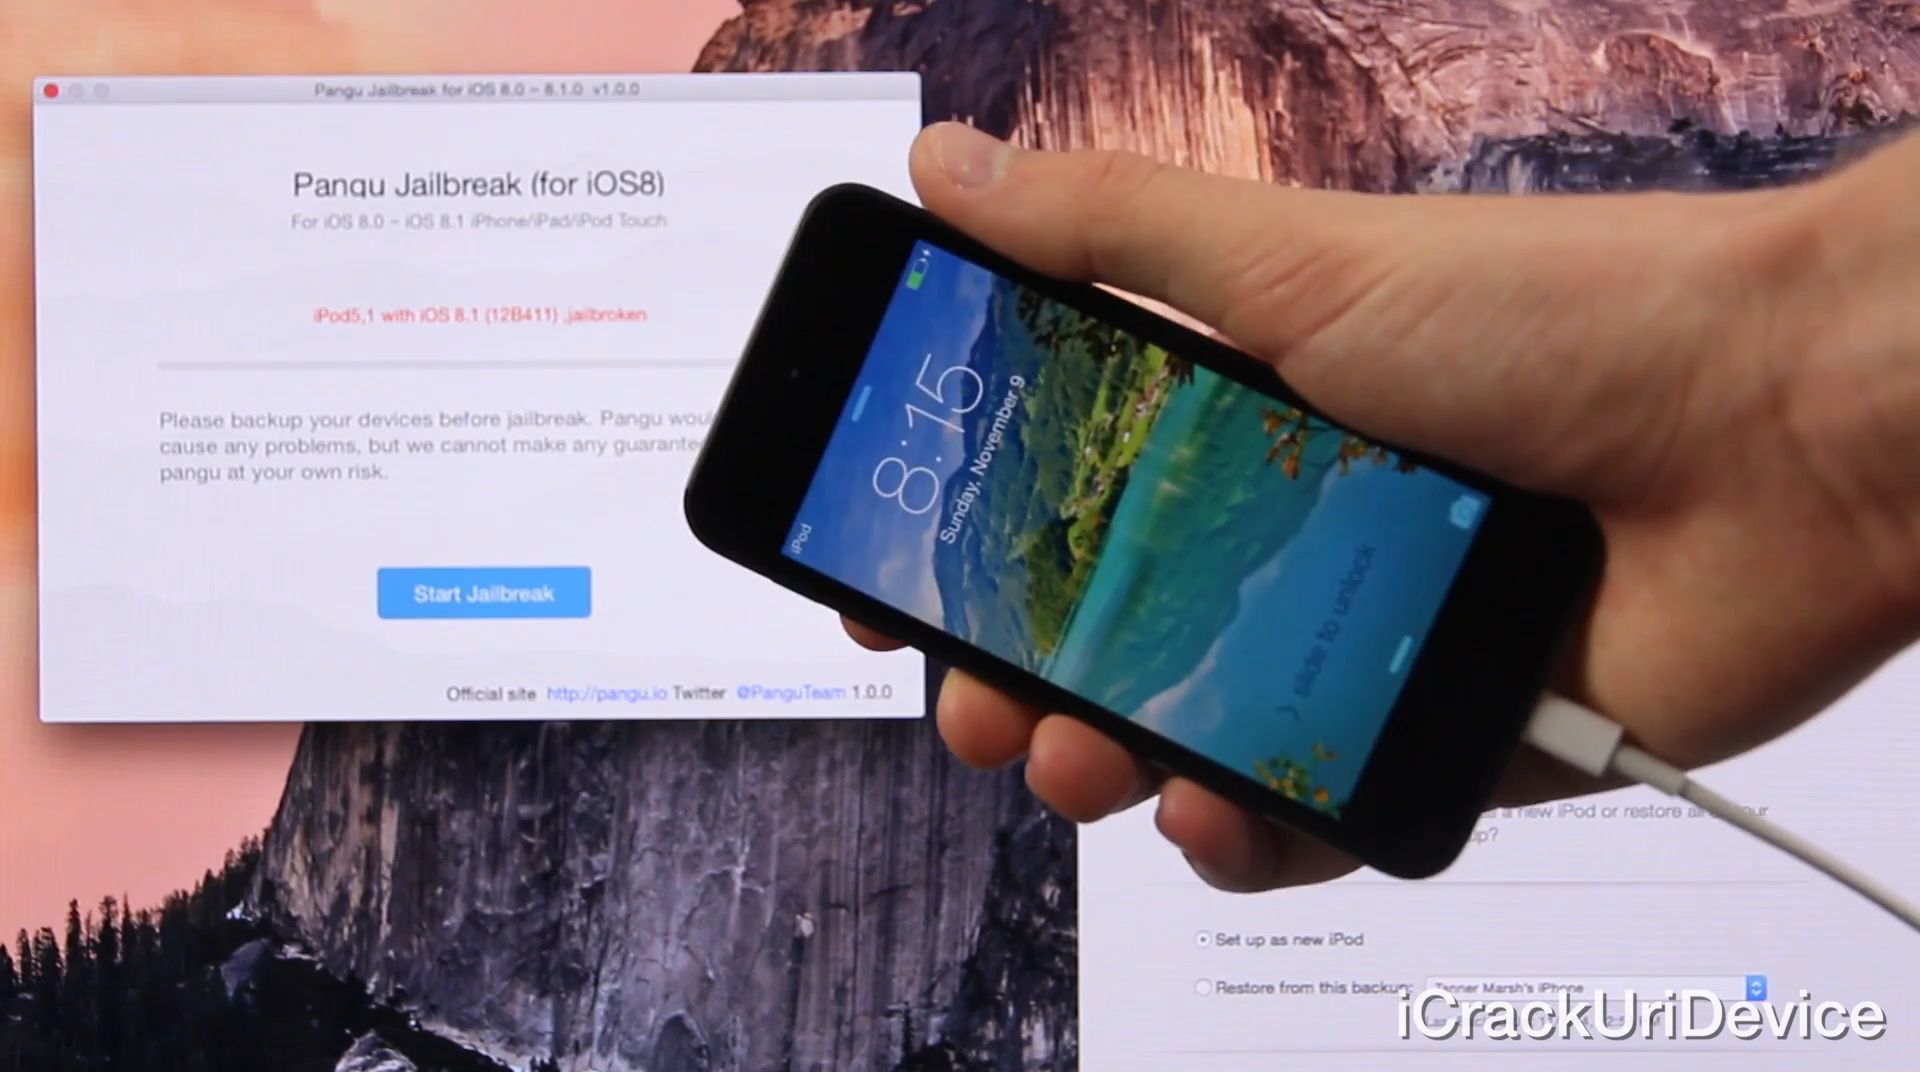 Pangu Jailbreak for iOS 8.0 – 8.1.0 v1.0.0
Pangu Jailbreak (for iOS8)
For iOS 8.0 – iOS 8.1 iPhone/iPad/iPod Touch
iPod5,1 with iOS 8.1 (12B411) ,jailbroken
Please backup your devices before jailbreak. Pangu
cause any problems, but we cannot make any
pangu at your own risk.
Start Jailbreak
Official site http://pangu.io Twitter @PanguTeam 1.0.0
iPod
8:15
Sunday, November 9
> slide to unlock
a new iPod or restore
Set up as new iPod
Restore from this backup: Tanner Marsh's iPhone
iCrackUriDevice